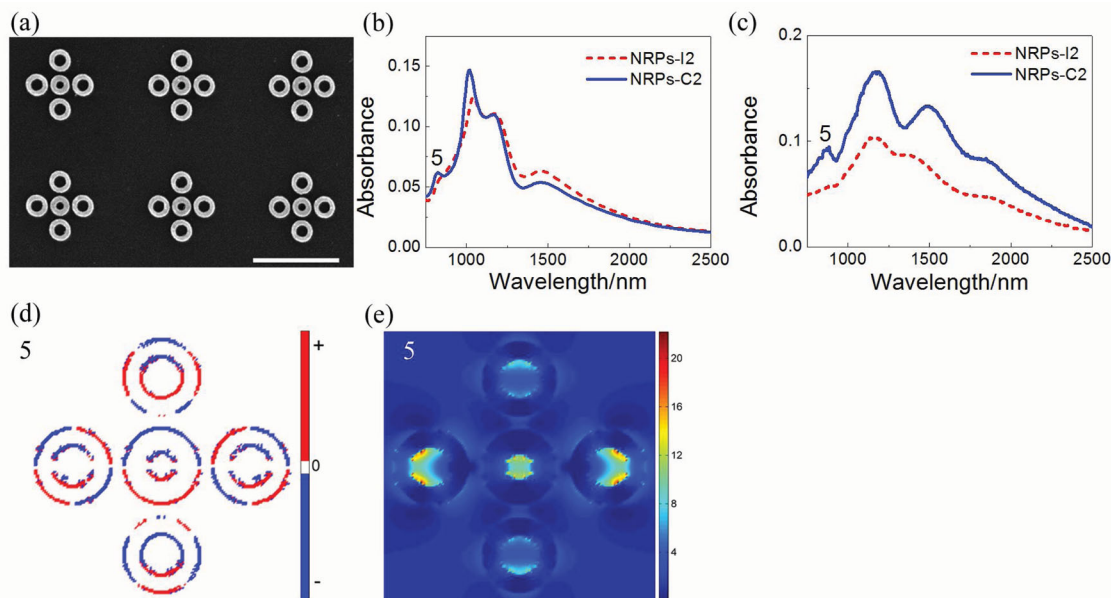 (a)
(b)
0.15
0.10
0.05
0.00
Absorbance
NRPs-I2
NRPs-C2
5
1000
1500
2000
2500
Wavelength/nm
(c)
0.2
0.1
0.0
Absorbance
NRPs-I2
NRPs-C2
5
1000
1500
2000
2500
Wavelength/nm
(d)
5
+
0
-
(e)
5
20
16
12
8
4